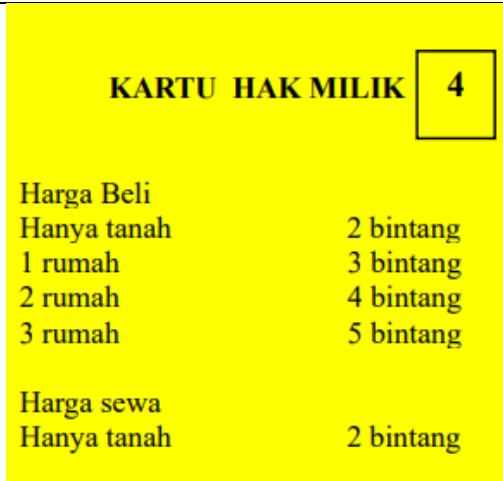 KARTU HAK MILIK 4
Harga Beli
Hanya tanah 2 bintang
1 rumah 3 bintang
2 rumah 4 bintang
3 rumah 5 bintang
Harga sewa
Hanya tanah 2 bintang